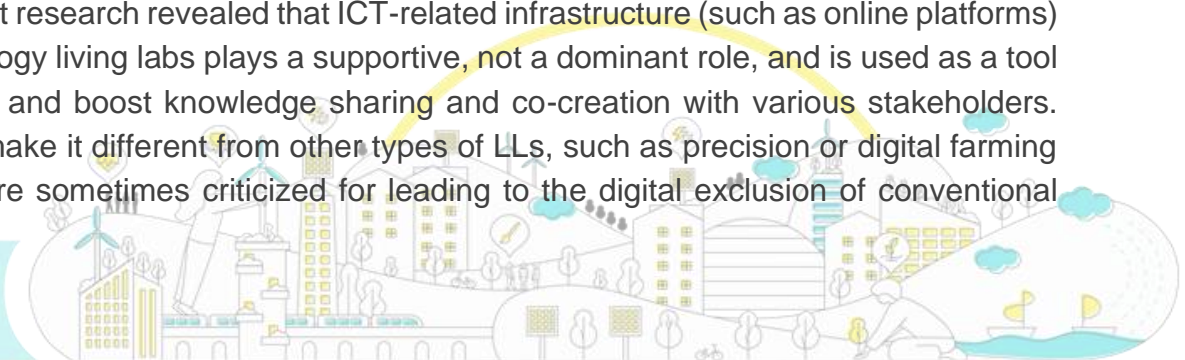 t research revealed that ICT-related infrastructure (such as online platforms)
ogy living labs plays a supportive, not a dominant role, and is used as a tool
and boost knowledge sharing and co-creation with various stakeholders.
nake it different from other types of LLs, such as precision or digital farming
re sometimes criticized for leading to the digital exclusion of conventional